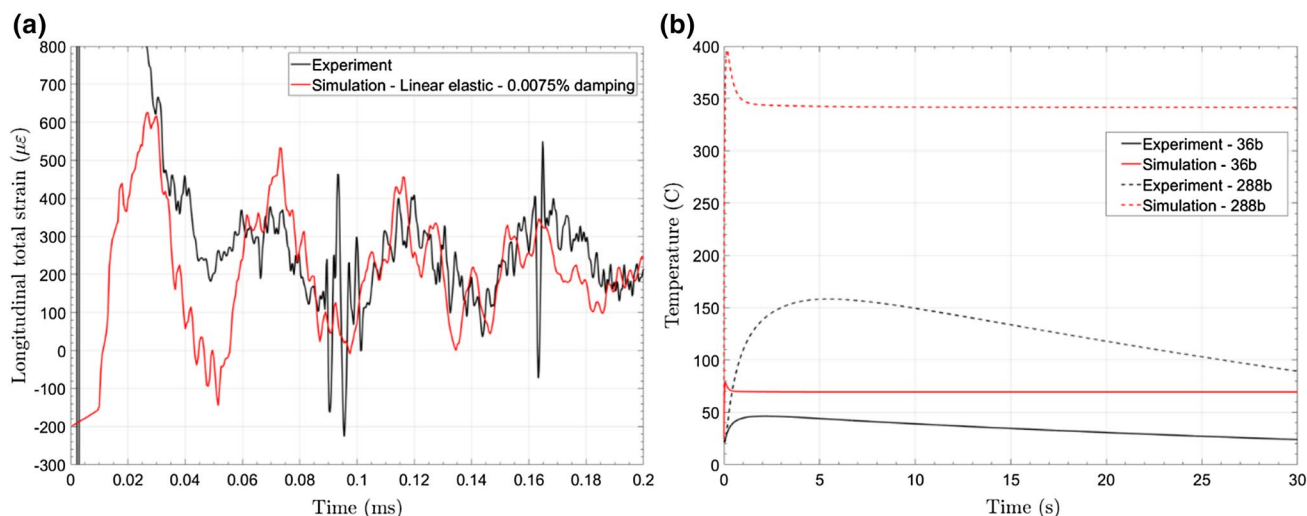 (a)
Longitudinal total strain (με)
800
700
600
500
400
300
200
100
0
-100
-200
-300
Experiment
Simulation - Linear elastic - 0.0075% damping
0 0.02 0.04 0.06 0.08 0.1 0.12 0.14 0.16 0.18 0.2
Time (ms)
(b)
Temperature (C)
400
350
300
250
200
150
100
50
0
Experiment - 36b
Simulation - 36b
Experiment - 288b
Simulation - 288b
0 5 10 15 20 25 30
Time (s)